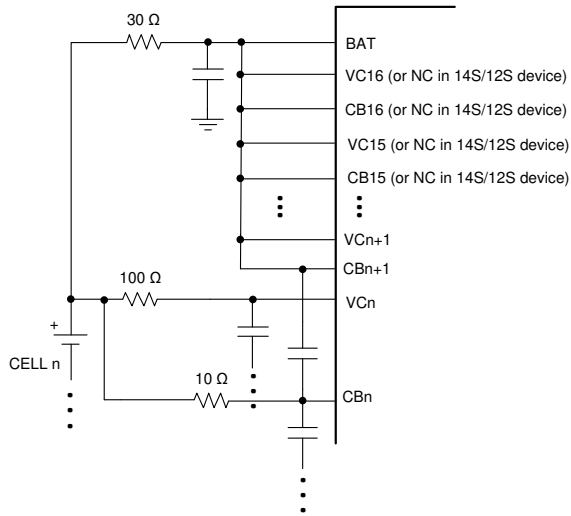 30 Ω
BAT
VC16 (or NC in 14S/12S device)
CB16 (or NC in 14S/12S device)
VC15 (or NC in 14S/12S device)
CB15 (or NC in 14S/12S device)
VCn+1
CBn+1
100 Ω
VCn
+
CELL n
10 Ω
CBn